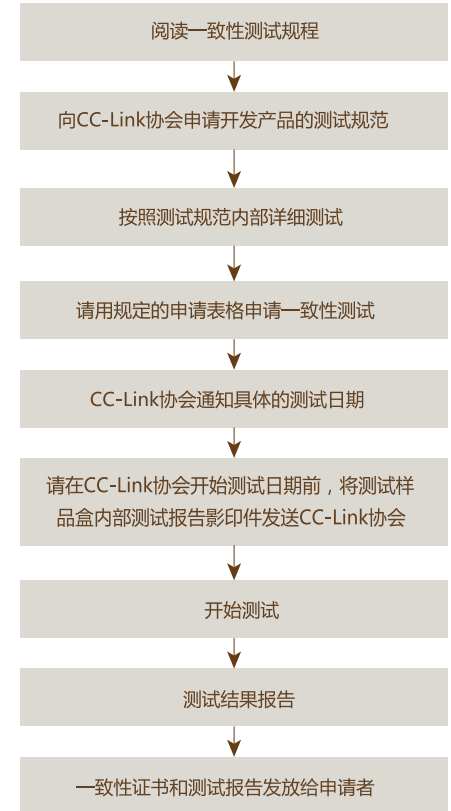 阅读一致性测试规程
向CC-Link协会申请开发产品的测试规范
按照测试规范内部详细测试
请用规定的申请表格申请一致性测试
CC-Link协会通知具体的测试日期
请在CC-Link协会开始测试日期前，将测试样
品盒内部测试报告影印件发送CC-Link协会
开始测试
测试结果报告
一致性证书和测试报告发放给申请者